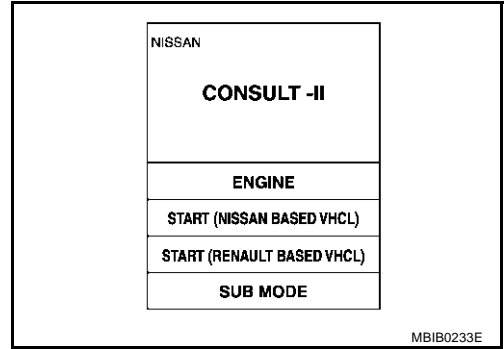 NISSAN
CONSULT -II
ENGINE
START (NISSAN BASED VHCL)
START (RENAULT BASED VHCL)
SUB MODE
MBIB0233E